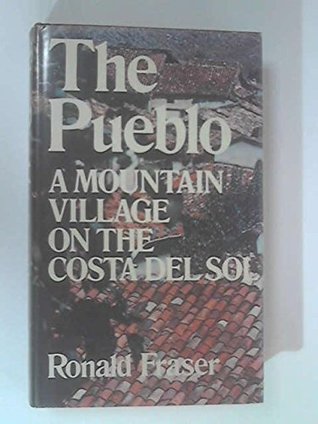 The
Pueblo
A MOUNTAIN
VILLAGE
ON THE
COSTA DEL SOL
Ronald Fraser